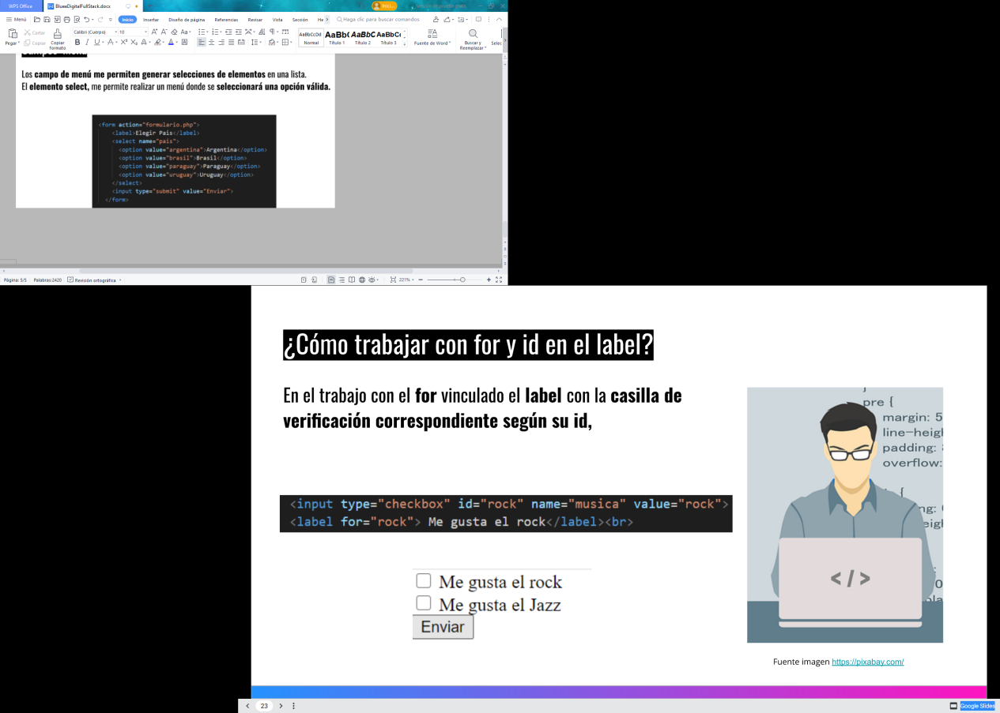 WPS Office
BlueeDigitalFullStack.docx
Inici...
Versión de prueba gratis
Menú
Inicio
Insertar
Diseño de página
Referencias
Revisar
Vista
Sección
He
Haga clic para buscar comandos
Pegar
Cortar
Copiar
Copiar formato
Calibri (Cuerpo)
10
AaBbCcDd
Normal
AaBb(
Título 1
AaBbC
Título 2
AaBbC(
Título 3
Fuente de Word
Buscar y Reemplazar
Selec
Los campo de menú me permiten generar selecciones de elementos en una lista.
El elemento select, me permite realizar un menú donde se seleccionará una opción válida.
<form action="formulario.php">
<label>Elegir Pais</label>
<select name="pais">
<option value="argentina">Argentina</option>
<option value="brasil">Brasil</option>
<option value="paraguay">Paraguay</option>
<option value="uruguay">Uruguay</option>
</select>
<input type="submit" value="Enviar">
</form>
Página: 5/5
Palabras:2420
Revisión ortográfica
221%
¿Cómo trabajar con for y id en el label?
En el trabajo con el for vinculado el label con la casilla de
verificación correspondiente según su id,
<input type="checkbox" id="rock" name="musica" value="rock">
<label for="rock"> Me gusta el rock</label><br>
Me gusta el rock
Me gusta el Jazz
Enviar
pre {
margin: 5
line-heigh
padding:
overflow:
</>
Fuente imagen https://pixabay.com/
23
Google Slides